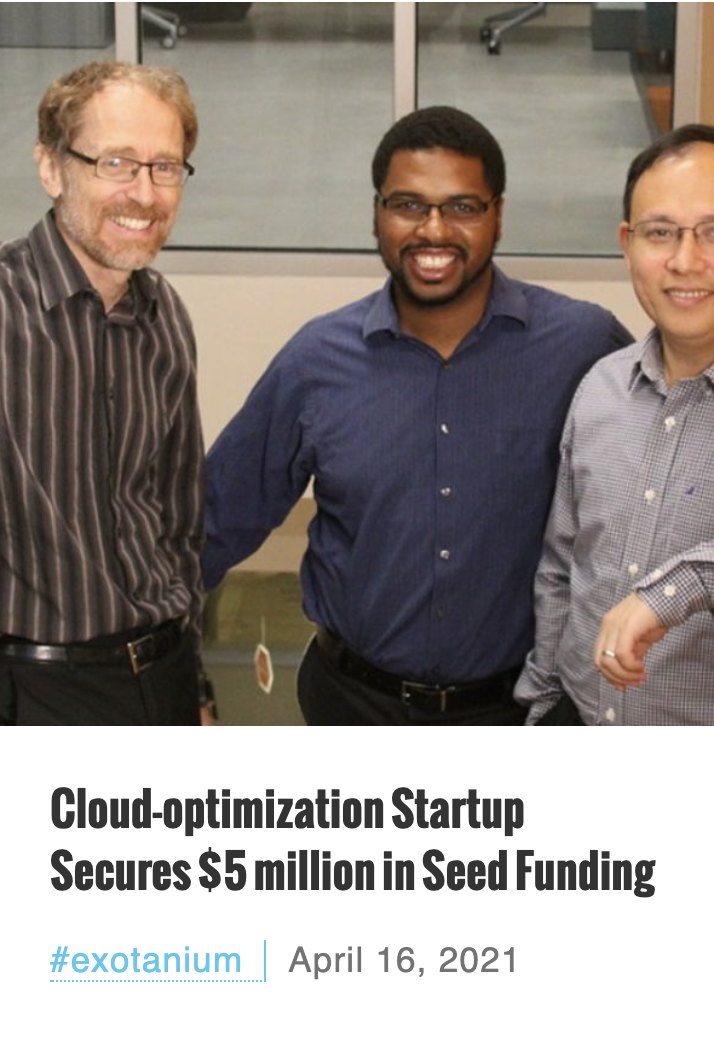 Cloud-optimization Startup
Secures $5 million in Seed Funding
#exotanium | April 16, 2021